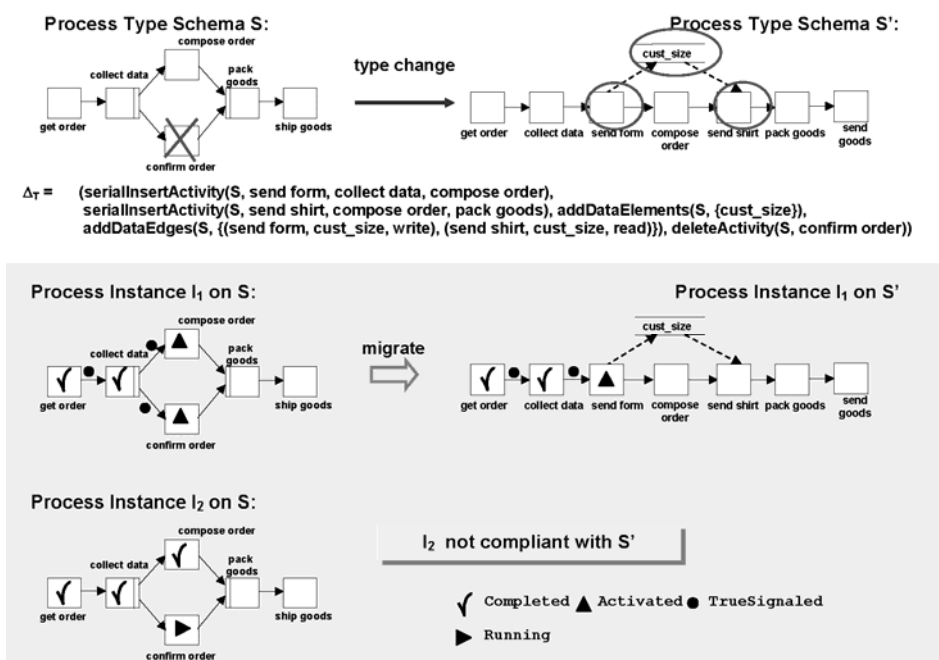 Process Type Schema S:
Process Type Schema S’:
compose order
cust_size
collect data
pack
goods
type change
get order
ship goods
confirm order
get order
collect data
send form
compose
order
send shirt
pack goods
send
goods
ΔT = (serialInsertActivity(S, send form, collect data, compose order),
serialInsertActivity(S, send shirt, compose order, pack goods), addDataElements(S, {cust_size}),
addDataEdges(S, {(send form, cust_size, write), (send shirt, cust_size, read)}), deleteActivity(S, confirm order))
Process Instance I1 on S:
Process Instance I1 on S’
compose order
cust_size
collect data
pack
goods
migrate
get order
ship goods
confirm order
get order
collect data
send form
compose
order
send shirt
pack goods
send
goods
Process Instance I2 on S:
compose order
I2 not compliant with S’
collect data
pack
goods
get order
ship goods
confirm order
Completed
Activated
TrueSignaled
Running